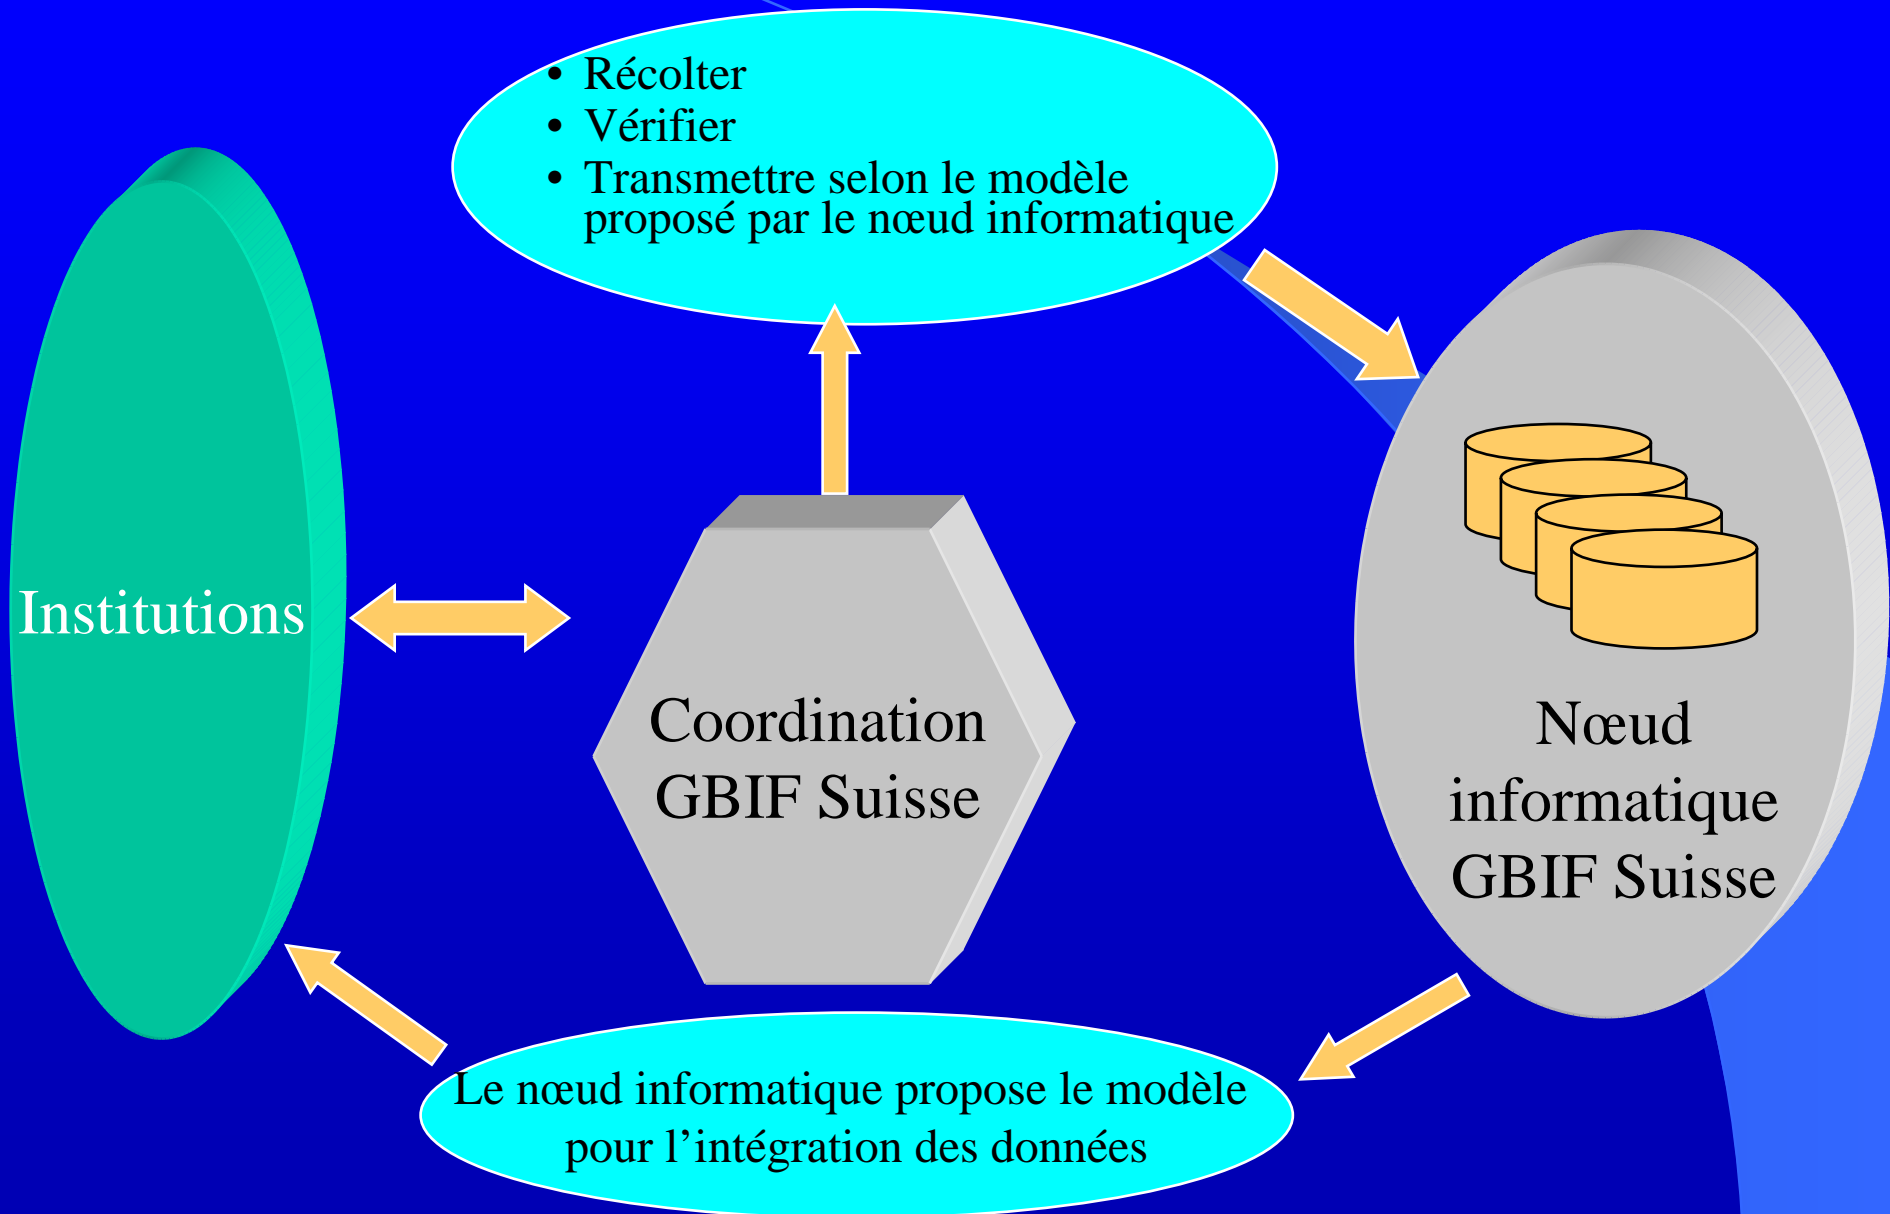 • Récolter
• Vérifier
• Transmettre selon le modèle
proposé par le nœud informatique
Institutions
Coordination
GBIF Suisse
Nœud
informatique
GBIF Suisse
Le nœud informatique propose le modèle
pour l’intégration des données